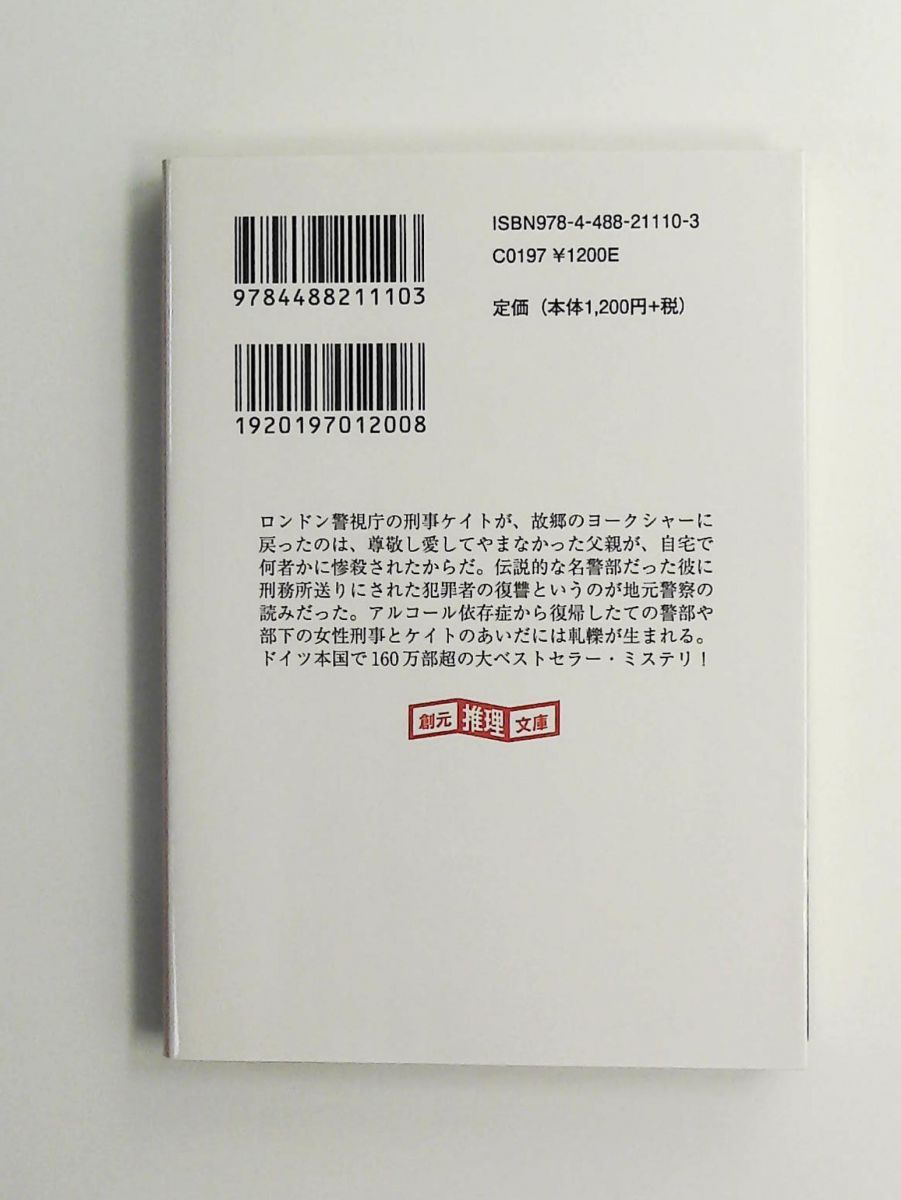 ISBN978-4-488-21110-3
C0197 ¥1200E
定価（本体1,200円+税）
9784488211103
1920197012008
ロンドン警視庁の刑事ケイトが、故郷のヨークシャーに
戻ったのは、尊敬し愛してやまなかった父親が、自宅で
何者かに惨殺されたからだ。伝説的な名警部だった彼に
刑務所送りにされた犯罪者の復讐というのが地元警察の
読みだった。アルコール依存症から復帰したての警部や
部下の女性刑事とケイトのあいだには軋轢が生まれる。
ドイツ本国で160万部超の大ベストセラー・ミステリ！
創元推理文庫